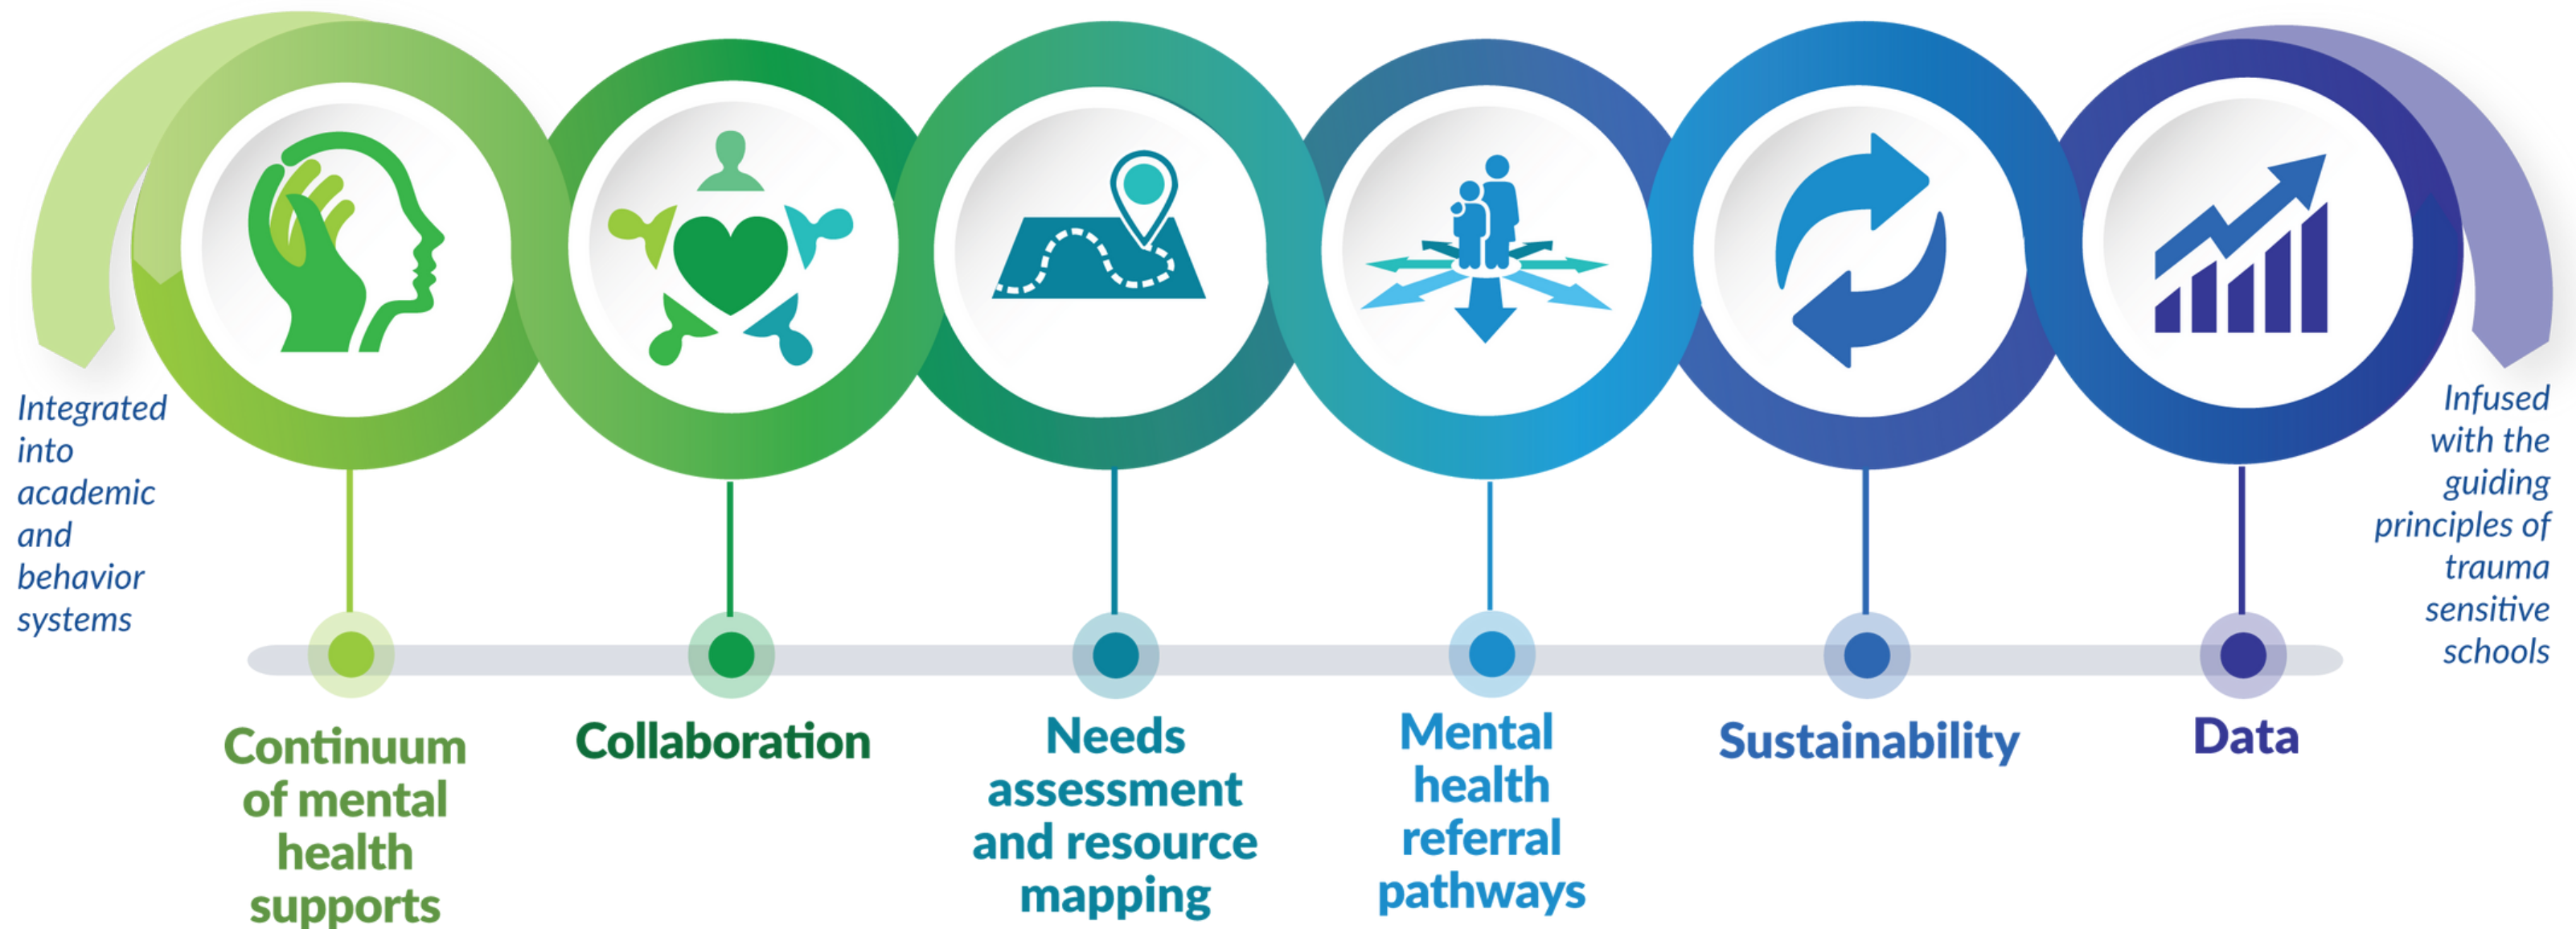 Integrated
into
academic
and
behavior
systems
Infused
with the
guiding
principles of
trauma
sensitive
schools
Continuum
of mental
health
supports
Collaboration
Needs
assessment
and resource
mapping
Mental
health
referral
pathways
Sustainability
Data